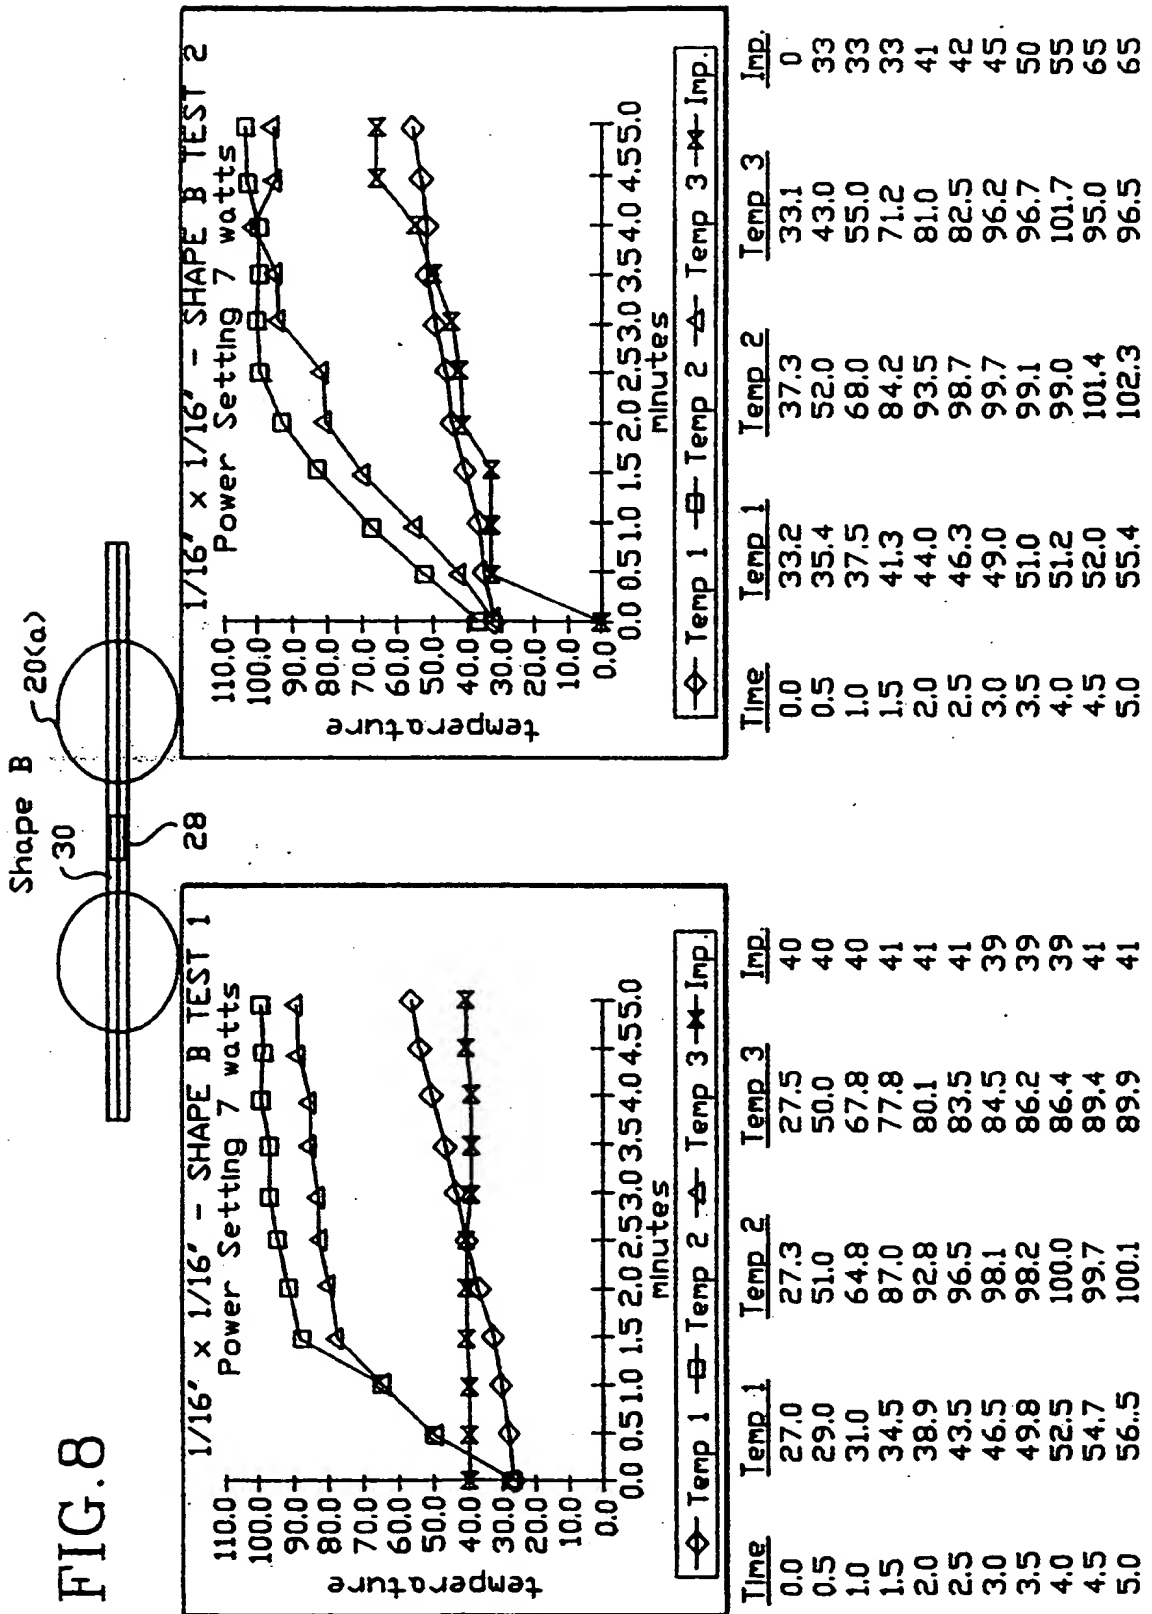 FIG.8
Shape B
30
20(a)
28
1/16" x 1/16" - SHAPE B TEST 1
Power Setting 7 watts
temperature
110.0
100.0
90.0
80.0
70.0
60.0
50.0
40.0
30.0
20.0
10.0
0.0
0.0 0.5 1.0 1.5 2.0 2.5 3.0 3.5 4.0 4.5 5.0
minutes
Temp 1 Temp 2 Temp 3 Imp.
Time Temp 1 Temp 2 Temp 3 Imp.
0.0 27.0 27.3 27.5 40
0.5 29.0 51.0 50.0 40
1.0 31.0 64.8 67.8 40
1.5 34.5 87.0 77.8 41
2.0 38.9 92.8 80.1 41
2.5 43.5 96.5 83.5 41
3.0 46.5 98.1 84.5 39
3.5 49.8 98.2 86.2 39
4.0 52.5 100.0 86.4 39
4.5 54.7 99.7 89.4 41
5.0 56.5 100.1 89.9 41
1/16" x 1/16" - SHAPE B TEST 2
Power Setting 7 watts
temperature
110.0
100.0
90.0
80.0
70.0
60.0
50.0
40.0
30.0
20.0
10.0
0.0
0.0 0.5 1.0 1.5 2.0 2.5 3.0 3.5 4.0 4.5 5.0
minutes
Temp 1 Temp 2 Temp 3 Imp.
Time Temp 1 Temp 2 Temp 3 Imp.
0.0 33.2 37.3 33.1 0
0.5 35.4 52.0 43.0 33
1.0 37.5 68.0 55.0 33
1.5 41.3 84.2 71.2 33
2.0 44.0 93.5 81.0 41
2.5 46.3 98.7 82.5 42
3.0 49.0 99.7 96.2 45
3.5 51.0 99.1 96.7 50
4.0 51.2 99.0 101.7 55
4.5 52.0 101.4 95.0 65
5.0 55.4 102.3 96.5 65